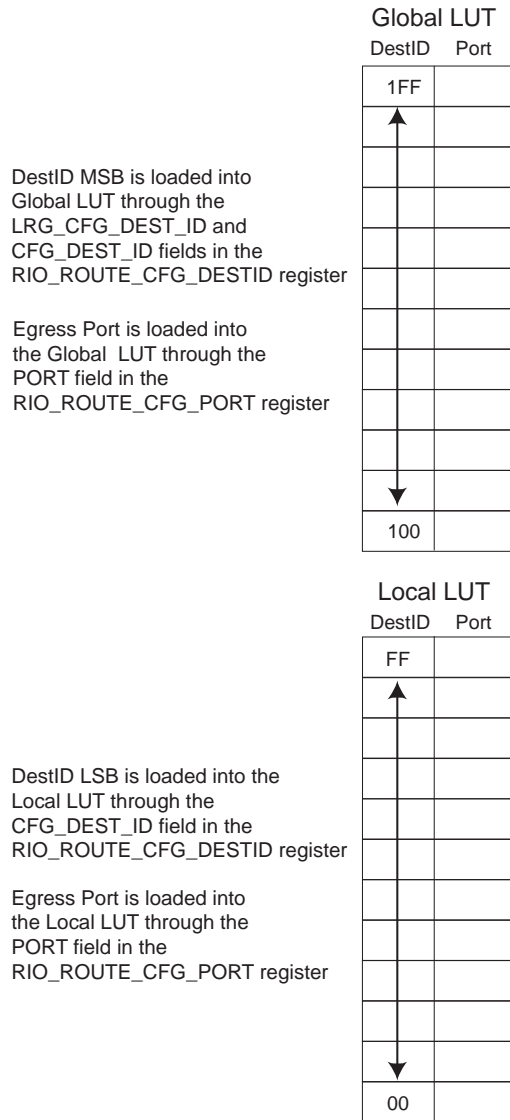 Global LUT
DestID Port
1FF
DestID MSB is loaded into
Global LUT through the
LRG_CFG_DEST_ID and
CFG_DEST_ID fields in the
RIO_ROUTE_CFG_DESTID register
Egress Port is loaded into
the Global LUT through the
PORT field in the
RIO_ROUTE_CFG_PORT register
100
Local LUT
DestID Port
FF
DestID LSB is loaded into the
Local LUT through the
CFG_DEST_ID field in the
RIO_ROUTE_CFG_DESTID register
Egress Port is loaded into
the Local LUT through the
PORT field in the
RIO_ROUTE_CFG_PORT register
00